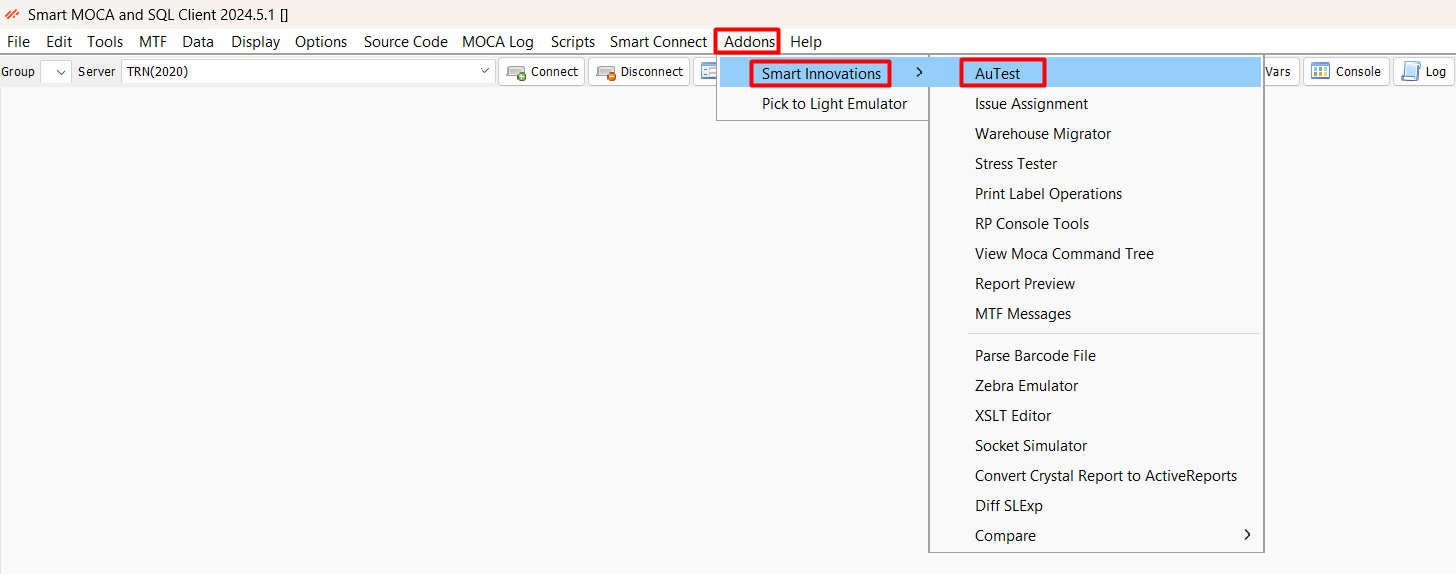 Smart MOCA and SQL Client 2024.5.1 []
File Edit Tools MTF Data Display Options Source Code MOCA Log Scripts Smart Connect Addons Help
Group Server TRN(2020) Connect Disconnect Vars Console Log
Smart Innovations
Pick to Light Emulator
AuTest
Issue Assignment
Warehouse Migrator
Stress Tester
Print Label Operations
RP Console Tools
View Moca Command Tree
Report Preview
MTF Messages
Parse Barcode File
Zebra Emulator
XSLT Editor
Socket Simulator
Convert Crystal Report to ActiveReports
Diff SLExp
Compare